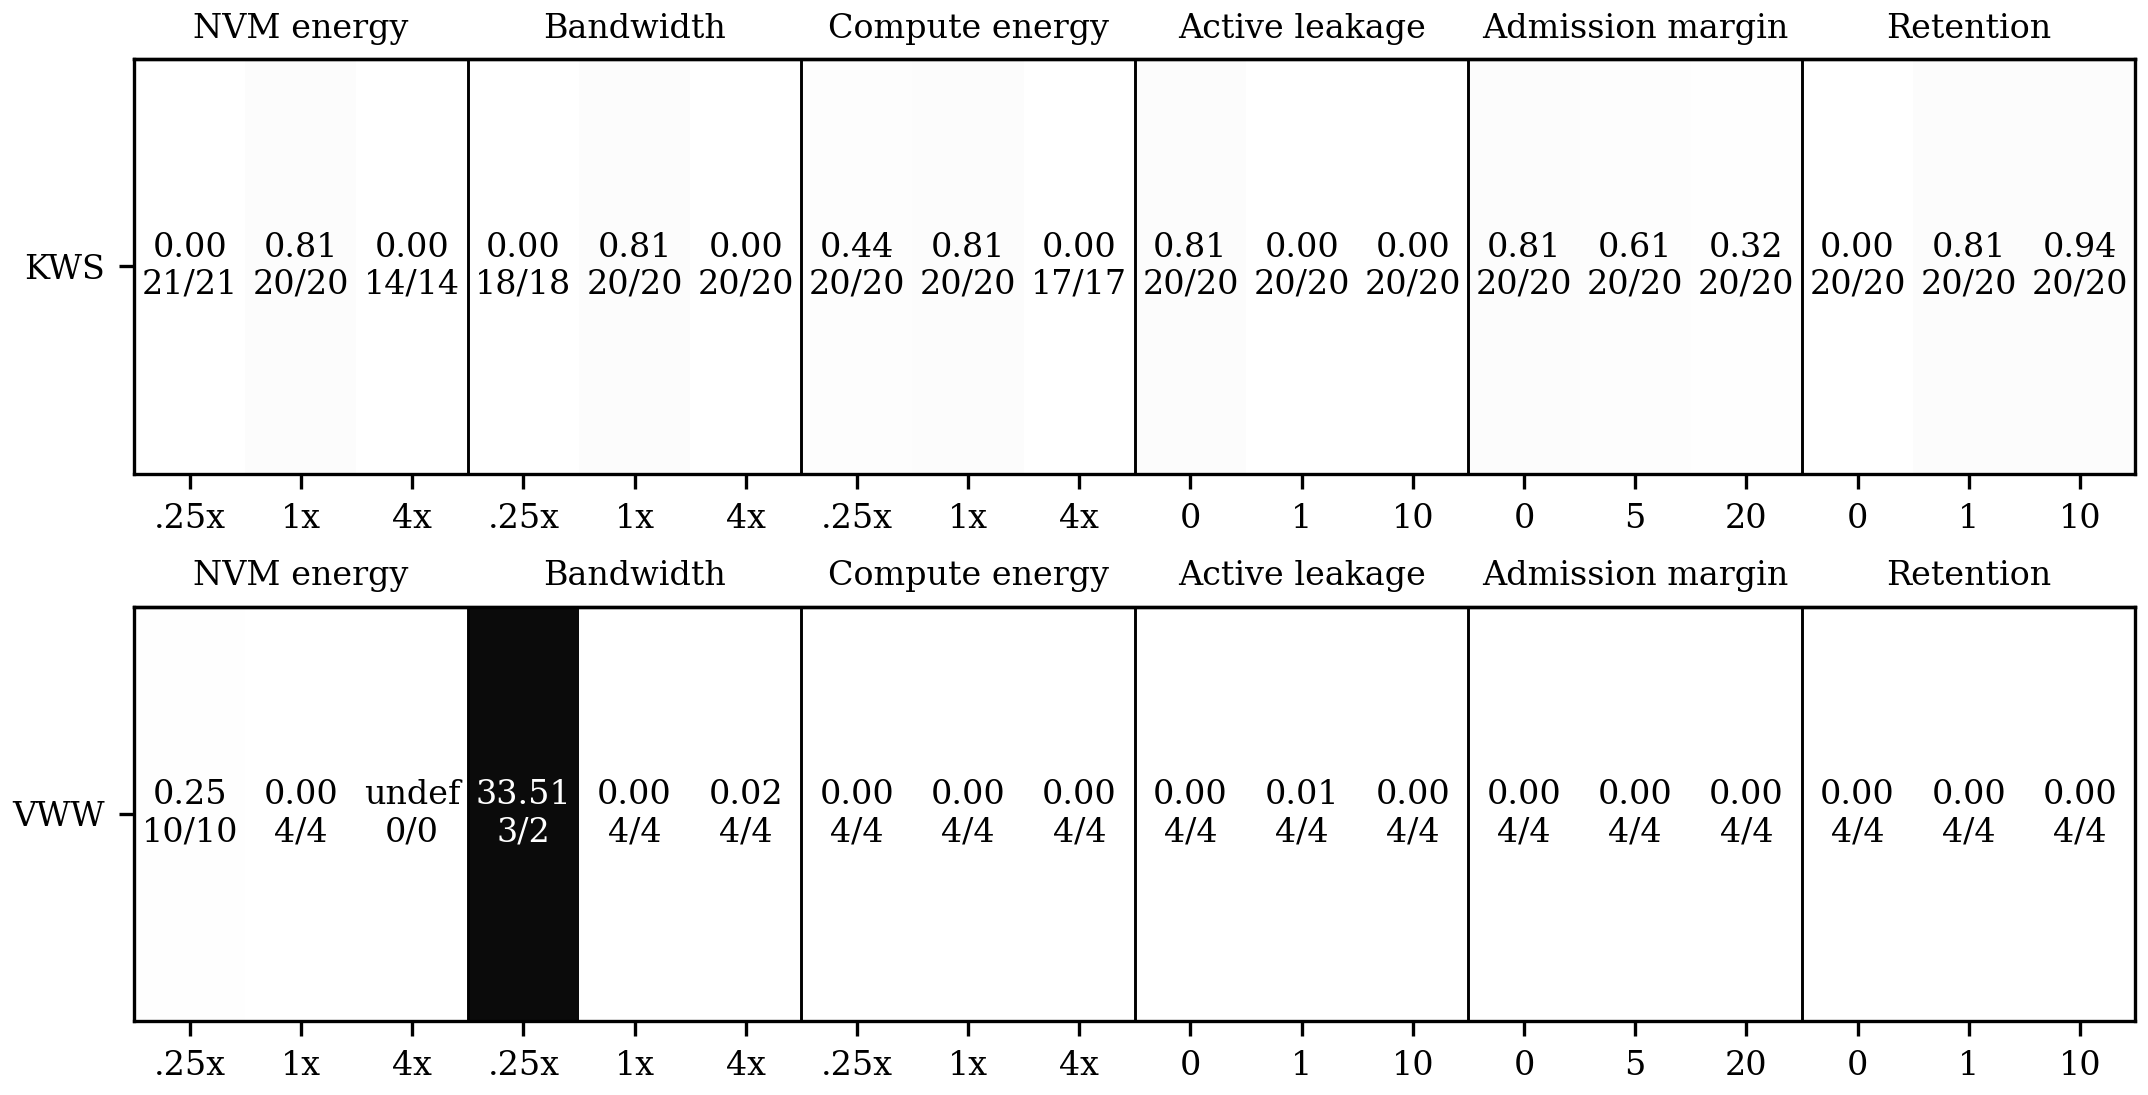 NVM energy Bandwidth Compute energy Active leakage Admission margin Retention
0.00 0.81 0.00 0.00 0.81 0.00 0.44 0.81 0.00 0.81 0.00 0.00 0.81 0.61 0.32 0.00 0.81 0.94
KWS
21/21 20/20 14/14 18/18 20/20 20/20 20/20 20/20 17/17 20/20 20/20 20/20 20/20 20/20 20/20 20/20 20/20 20/20
.25x 1x 4x .25x 1x 4x .25x 1x 4x 0 1 10 0 5 20 0 1 10
NVM energy Bandwidth Compute energy Active leakage Admission margin Retention
0.25 0.00 undef 33.51 0.00 0.02 0.00 0.00 0.00 0.00 0.01 0.00 0.00 0.00 0.00 0.00 0.00 0.00
VWW
10/10 4/4 0/0 3/2 4/4 4/4 4/4 4/4 4/4 4/4 4/4 4/4 4/4 4/4 4/4 4/4 4/4 4/4
.25x 1x 4x .25x 1x 4x .25x 1x 4x 0 1 10 0 5 20 0 1 10